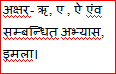 अक्षर- ऋ, ए , ऐ एंव
सम्बन्धित अभ्यास,
इमला।